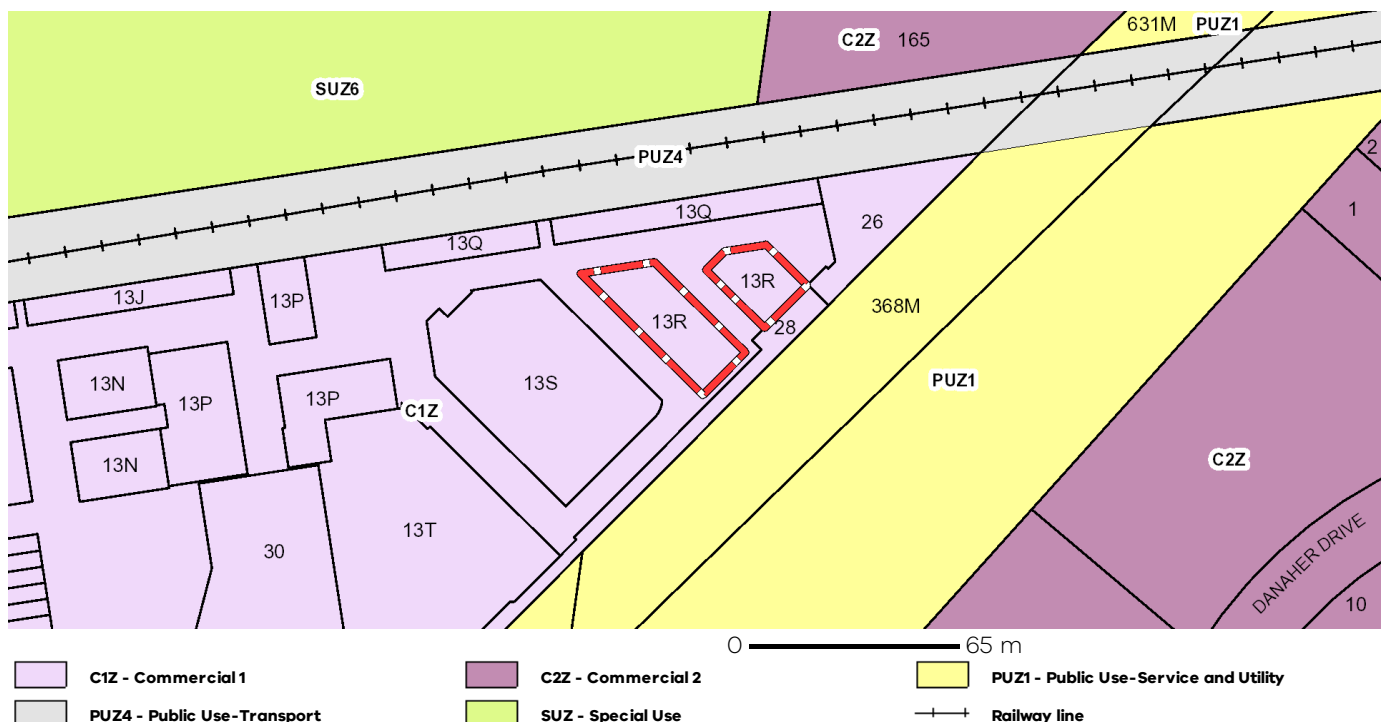 631M
PUZ1
C2Z 165
SUZ6
2
PUZ4
1
13Q
26
13Q
13R
13J
13P
368M
13R
28
13N
13S
PUZ1
13P
13P
C1Z
C2Z
13N
13T
30
DANAHER DRIVE
10
0 65 m
C1Z - Commercial 1
C2Z - Commercial 2
PUZ1 - Public Use-Service and Utility
PUZ4 - Public Use-Transport
SUZ - Special Use
Railway line